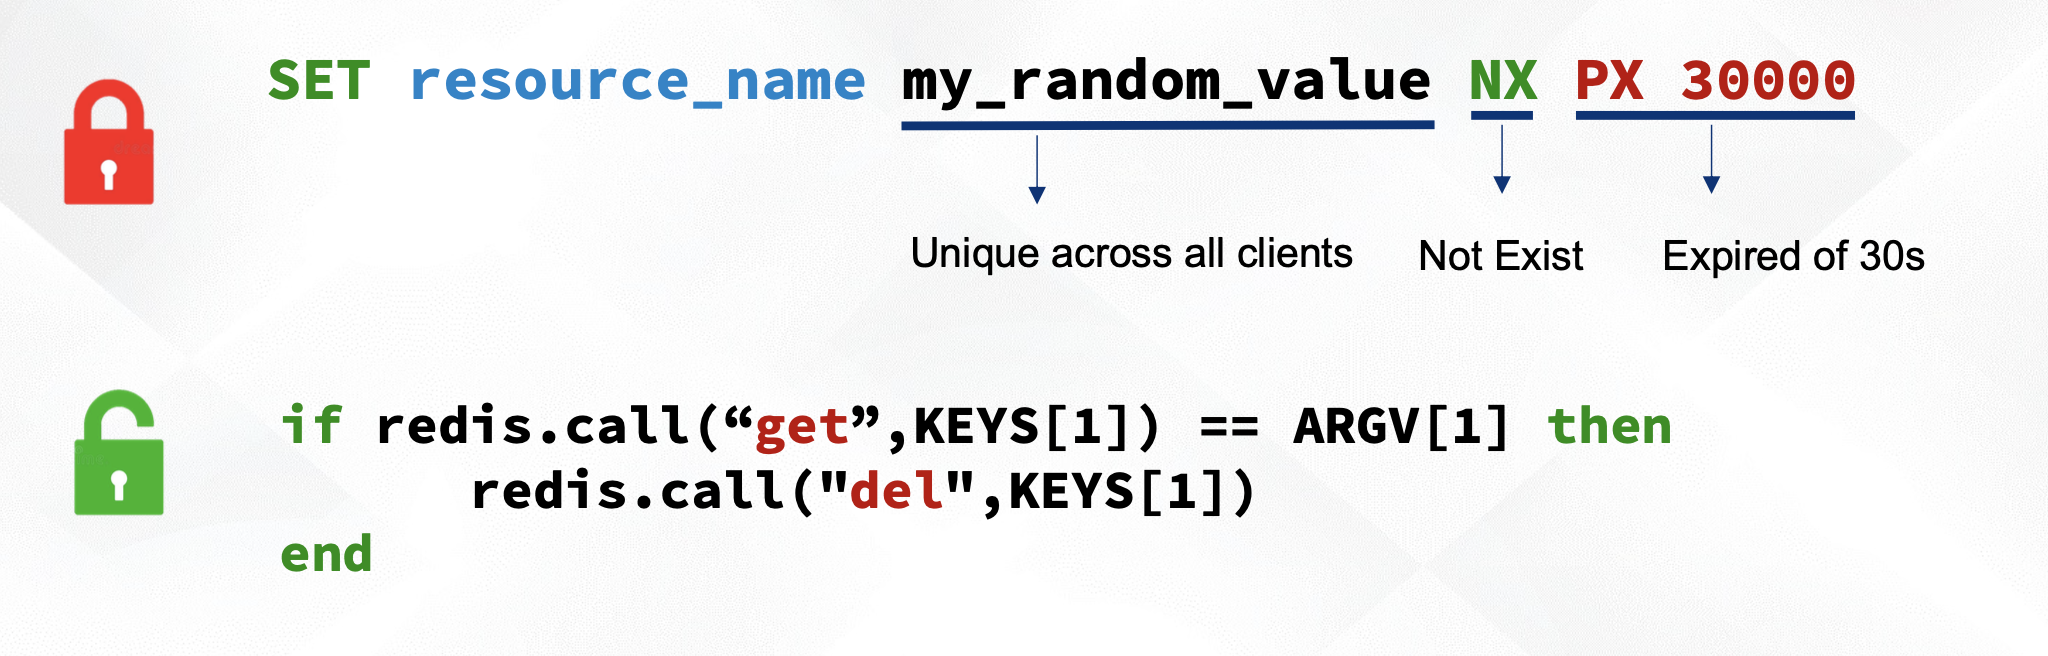 SET resource_name my_random_value NX PX 30000
Unique across all clients Not Exist Expired of 30s
if redis.call(“get”,KEYS[1]) == ARGV[1] then
redis.call("del",KEYS[1])
end